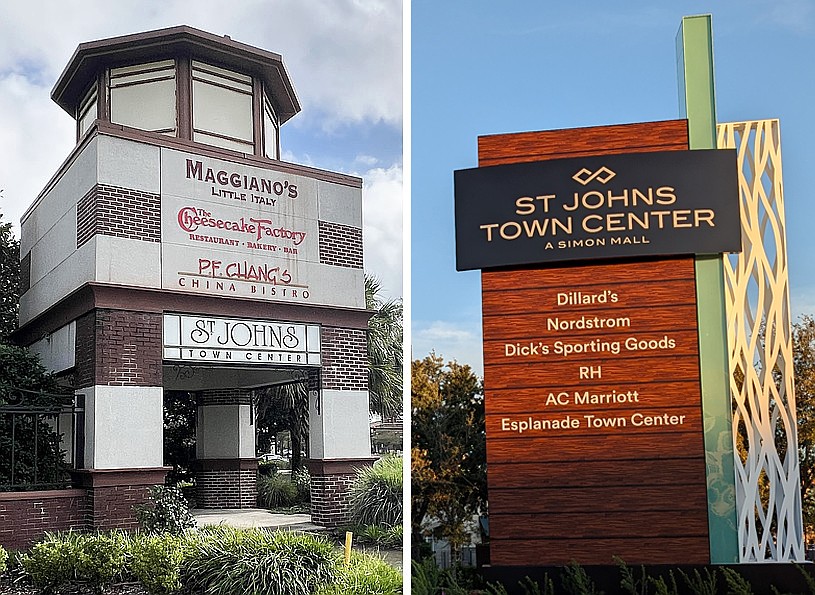 MAGGIANO'S
LITTLE ITALY
The
Cheesecake Factory
RESTAURANT · BAKERY · BAR
P.F. CHANG'S
CHINA BISTRO
ST JOHNS
TOWN CENTER
ST JOHNS
TOWN CENTER
A SIMON MALL
Dillard's
Nordstrom
Dick's Sporting Goods
RH
AC Marriott
Esplanade Town Center